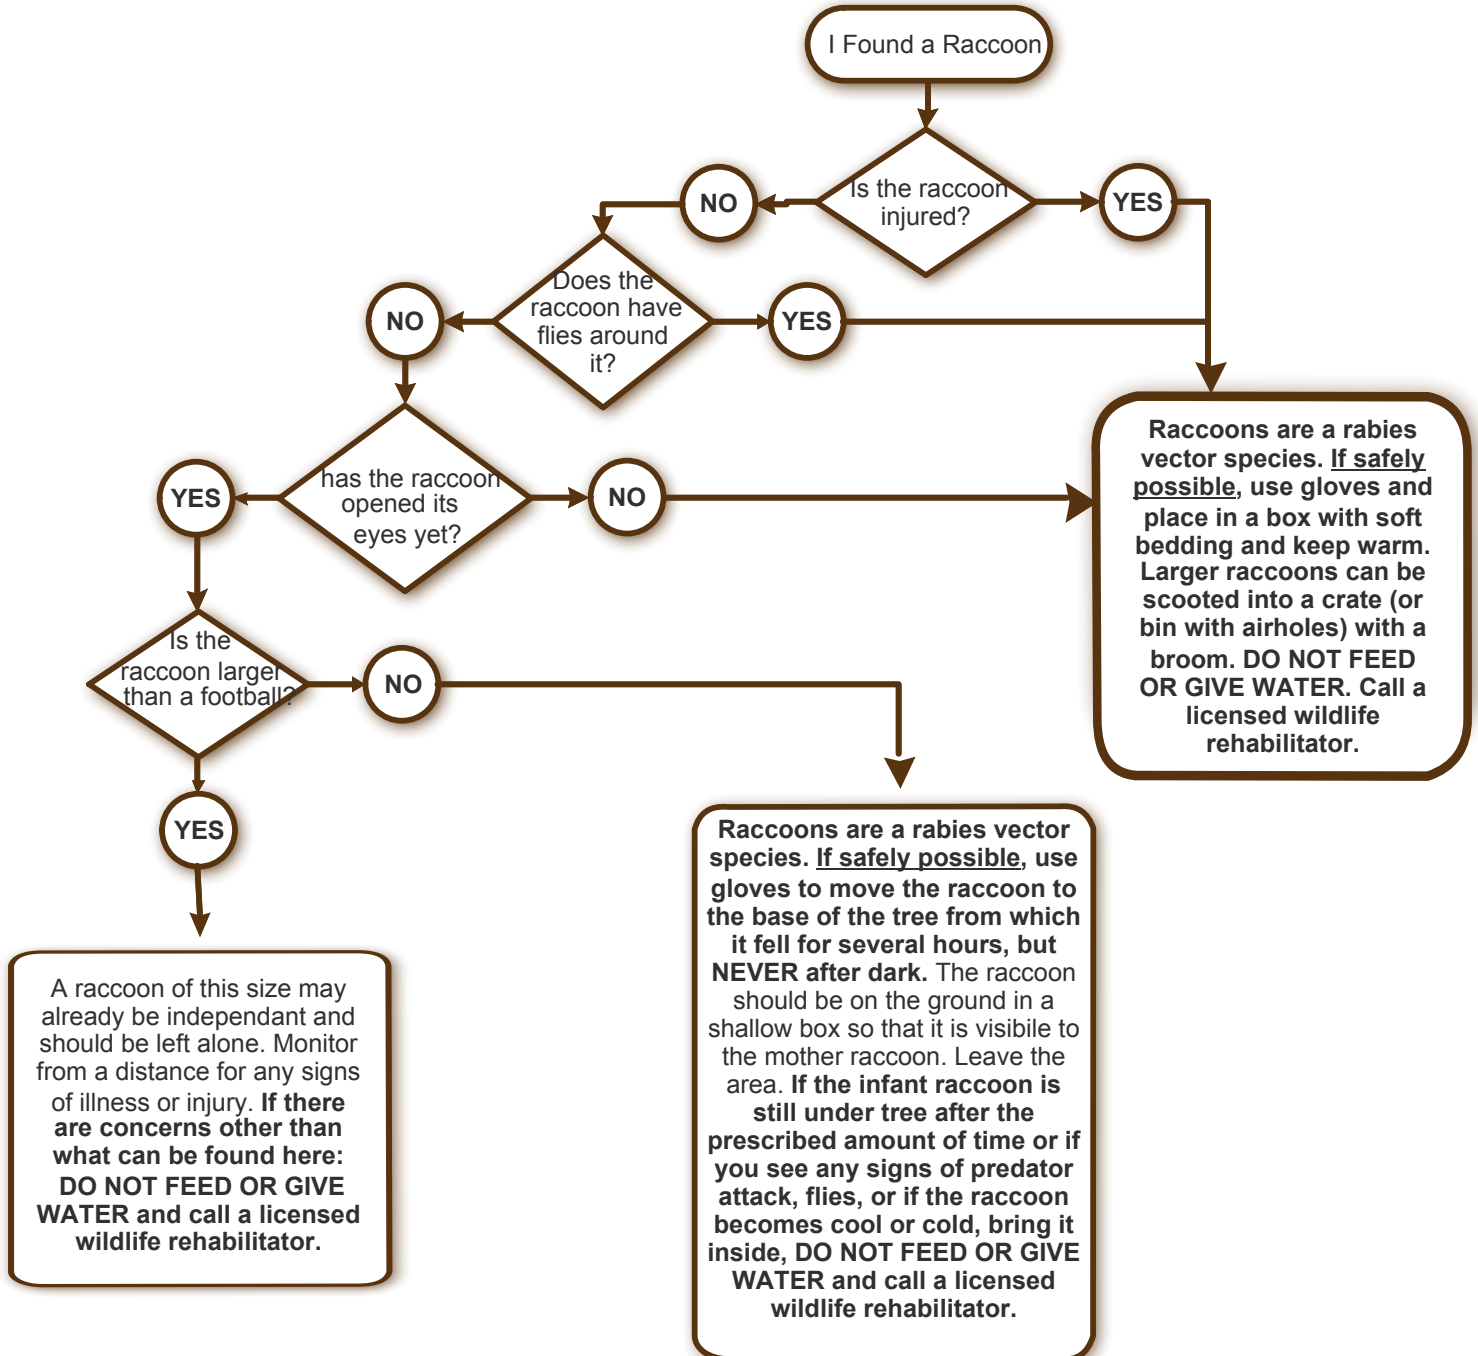 I Found a Raccoon
Is the raccoon
injured?
NO
YES
Does the
raccoon have
flies around
it?
NO
YES
has the raccoon
opened its
eyes yet?
YES
NO
Is the
raccoon larger
than a football?
NO
YES
Raccoons are a rabies
vector species. If safely
possible, use gloves and
place in a box with soft
bedding and keep warm.
Larger raccoons can be
scooted into a crate (or
bin with airholes) with a
broom. DO NOT FEED
OR GIVE WATER. Call a
licensed wildlife
rehabilitator.
Raccoons are a rabies vector
species. If safely possible, use
gloves to move the raccoon to
the base of the tree from which
it fell for several hours, but
NEVER after dark. The raccoon
should be on the ground in a
shallow box so that it is visibile to
the mother raccoon. Leave the
area. If the infant raccoon is
still under tree after the
prescribed amount of time or if
you see any signs of predator
attack, flies, or if the raccoon
becomes cool or cold, bring it
inside, DO NOT FEED OR GIVE
WATER and call a licensed
wildlife rehabilitator.
A raccoon of this size may
already be independant and
should be left alone. Monitor
from a distance for any signs
of illness or injury. If there
are concerns other than
what can be found here:
DO NOT FEED OR GIVE
WATER and call a licensed
wildlife rehabilitator.